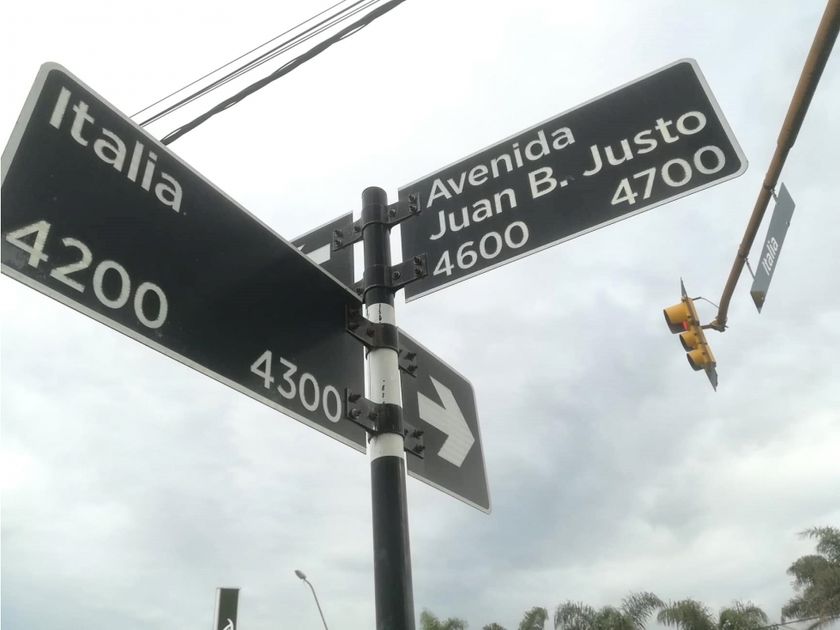 Italia
4200
4300
Avenida
Juan B. Justo
4600 4700
Italia